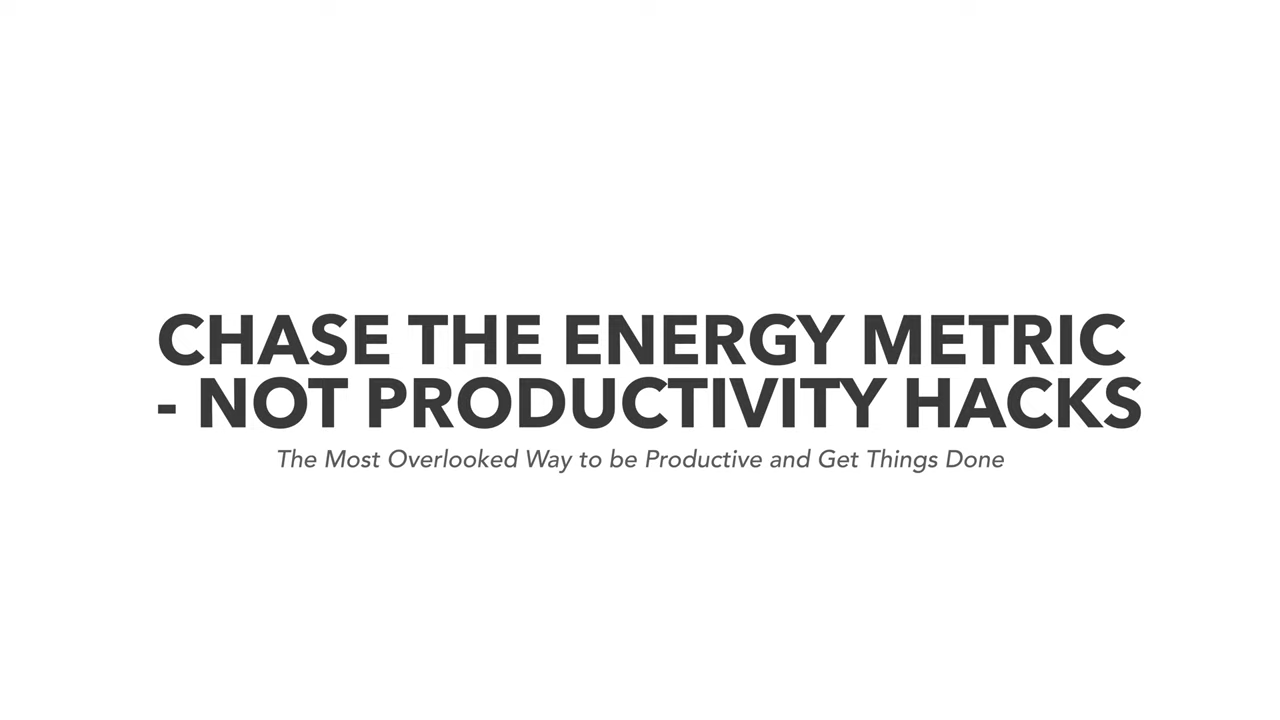 CHASE THE ENERGY METRIC
- NOT PRODUCTIVITY HACKS
The Most Overlooked Way to be Productive and Get Things Done